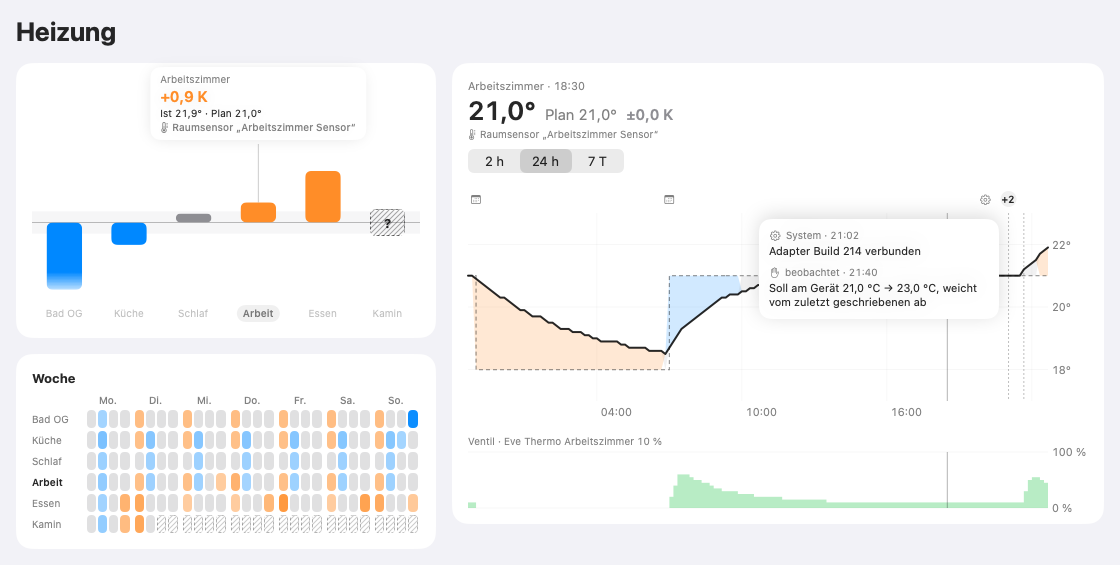 Heizung
Arbeitszimmer
+0,9 K
Ist 21,9° · Plan 21,0°
Raumsensor „Arbeitszimmer Sensor“
?
Bad OG Küche Schlaf Arbeit Essen Kamin
Woche
Mo. Di. Mi. Do. Fr. Sa. So.
Bad OG
Küche
Schlaf
Arbeit
Essen
Kamin
Arbeitszimmer · 18:30
21,0° Plan 21,0° ±0,0 K
Raumsensor „Arbeitszimmer Sensor“
2 h 24 h 7 T
+2
System · 21:02
Adapter Build 214 verbunden
beobachtet · 21:40
Soll am Gerät 21,0 °C → 23,0 °C, weicht
vom zuletzt geschriebenen ab
22°
20°
18°
04:00 10:00 16:00
Ventil · Eve Thermo Arbeitszimmer 10 %
100 %
0 %